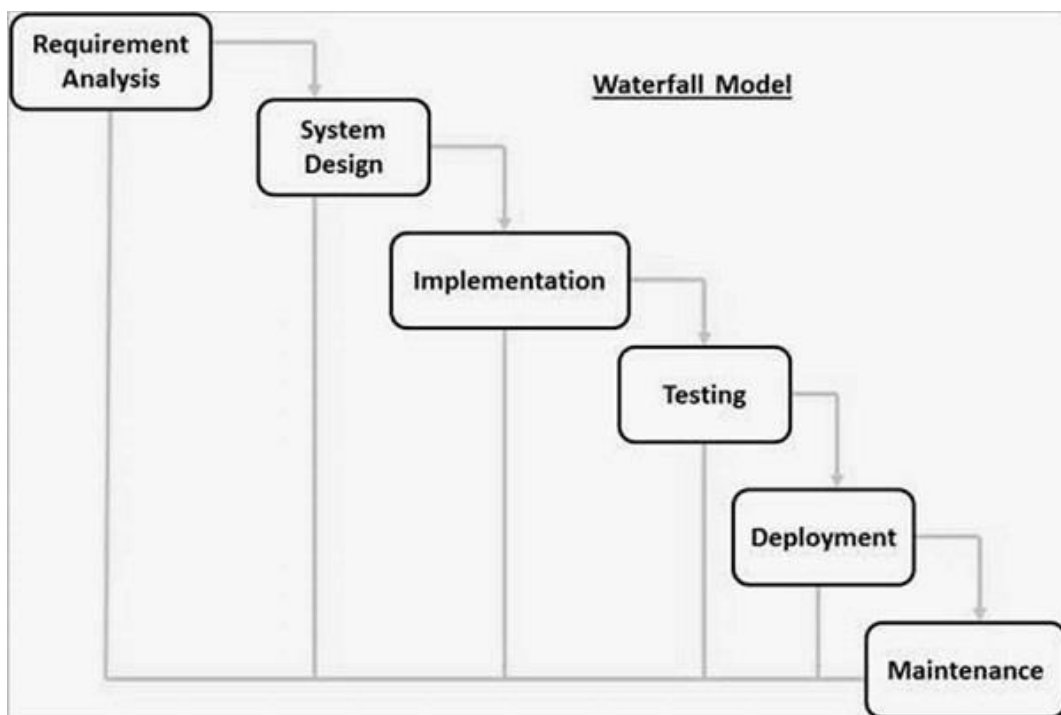 Requirement
Analysis
Waterfall Model
System
Design
Implementation
Testing
Deployment
Maintenance